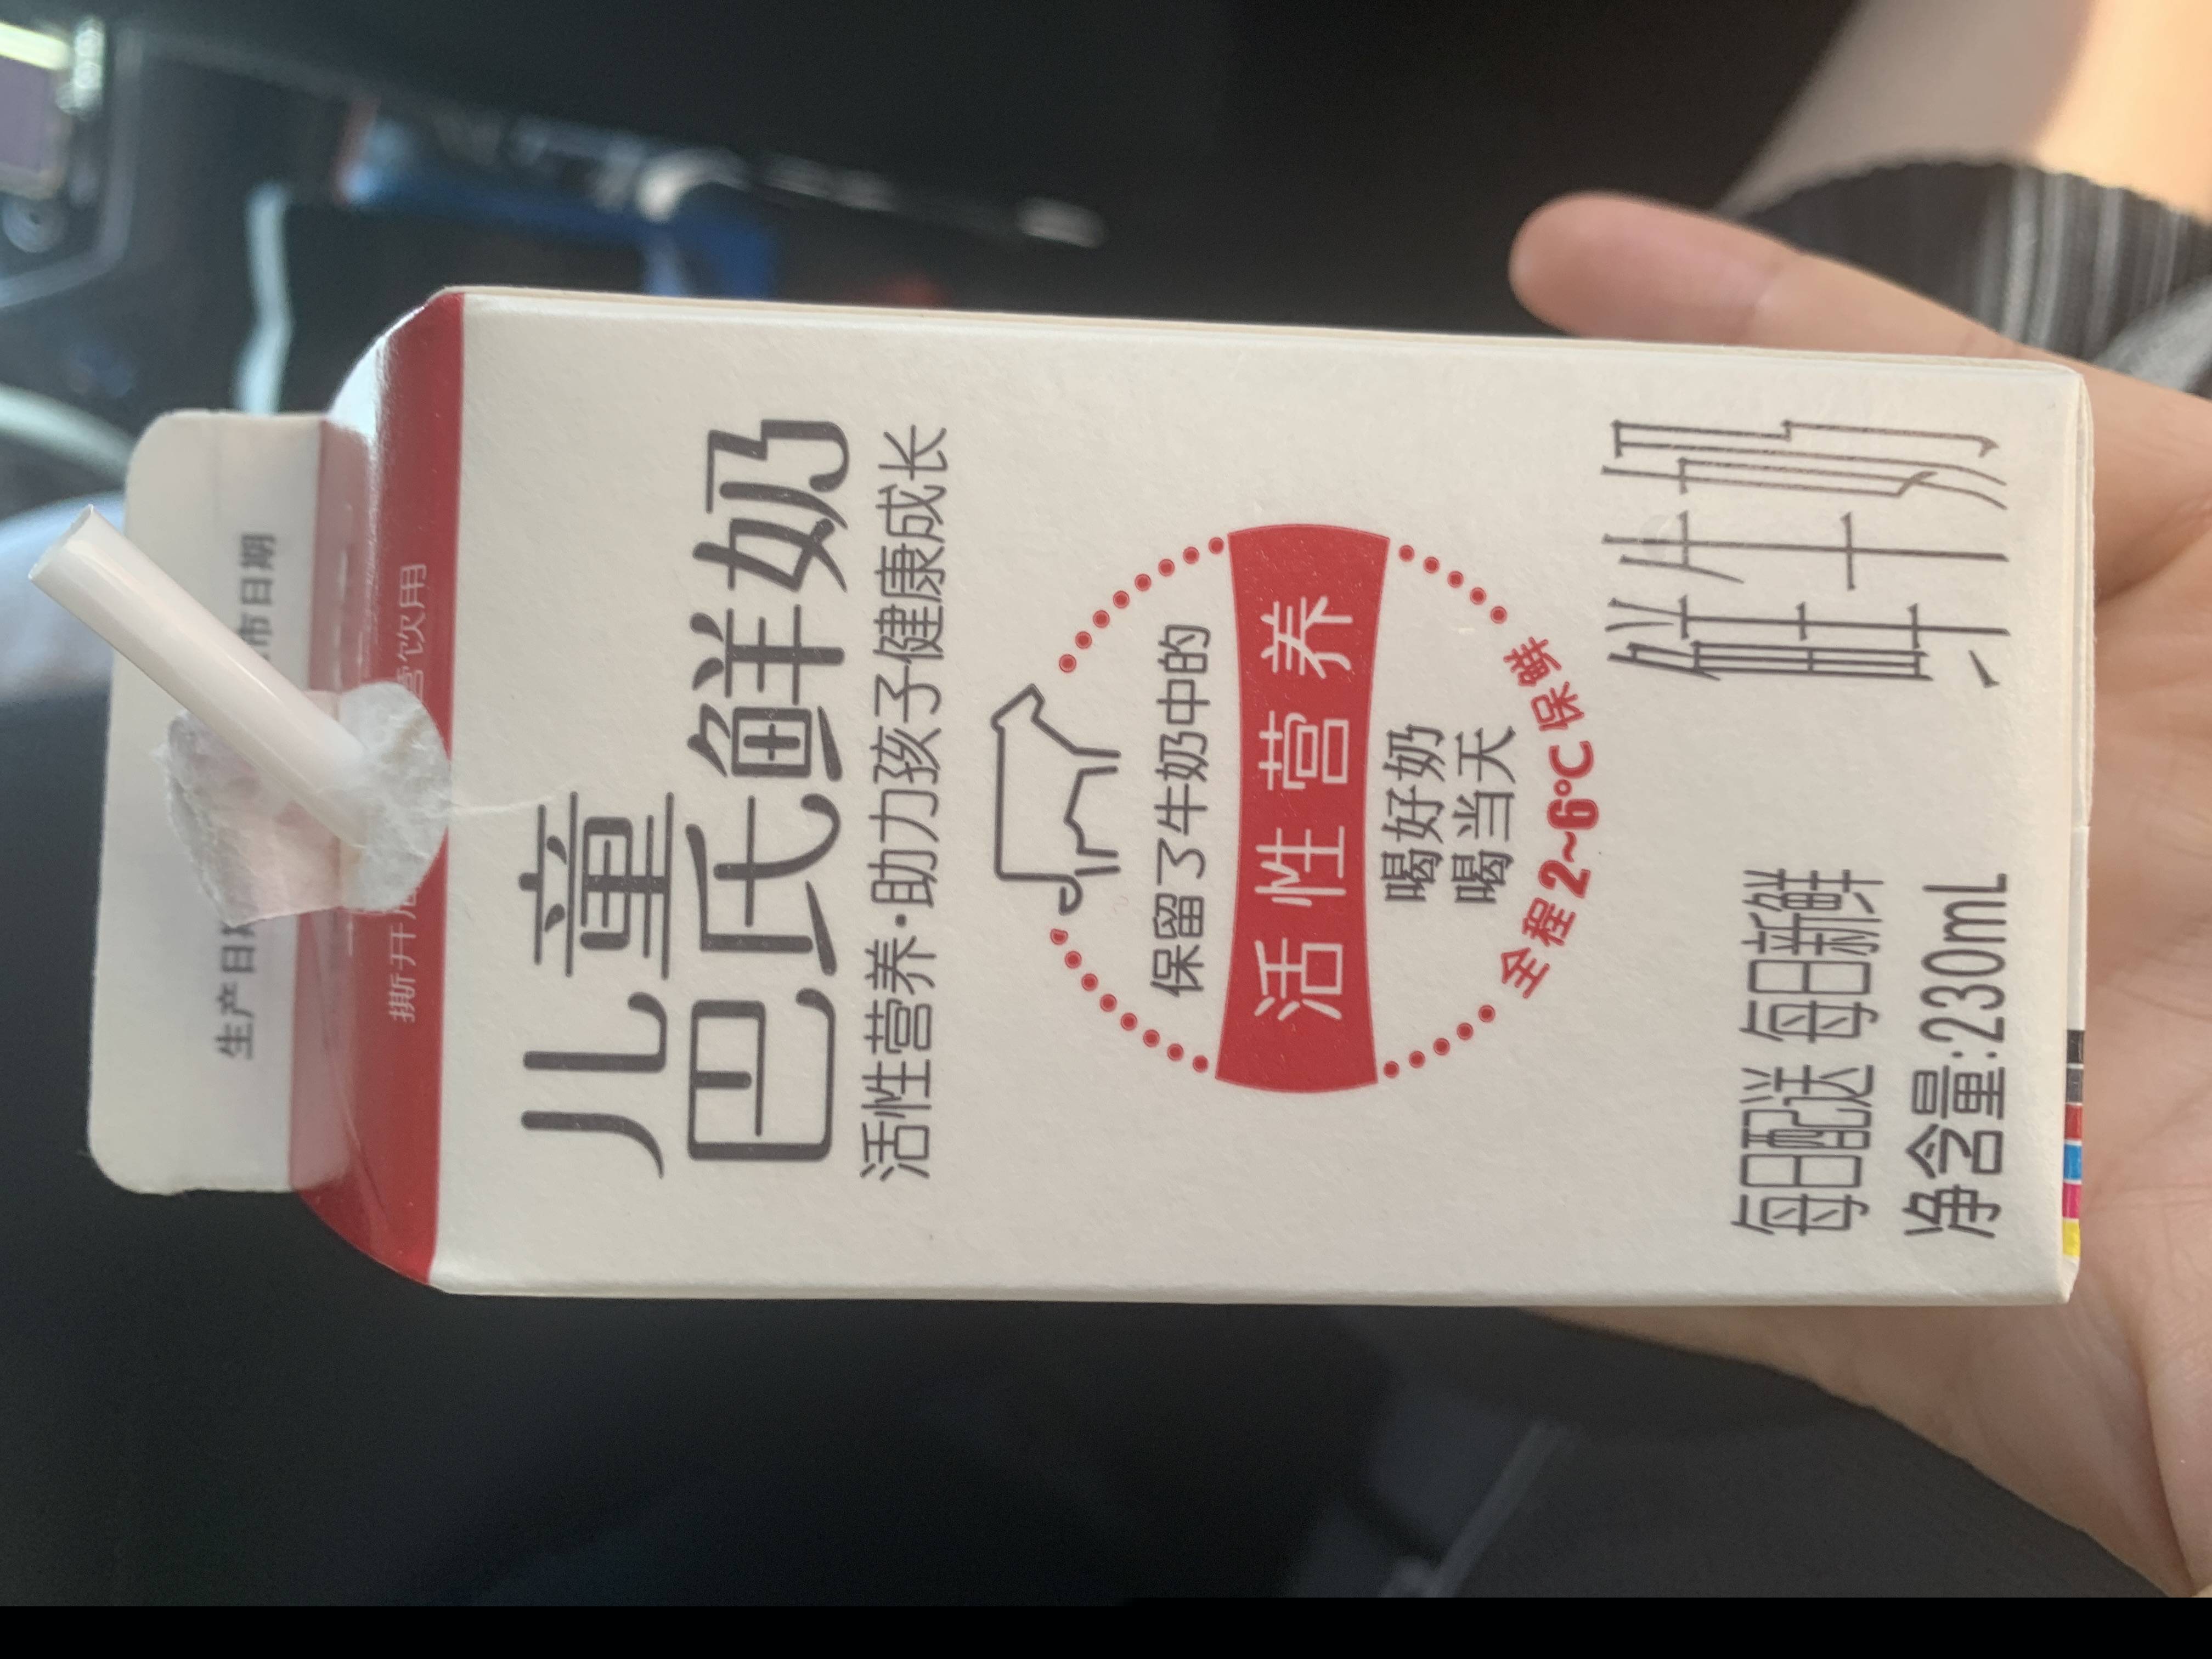 生产日 市日期
撕开 管饮用
儿童
巴氏鲜奶
活性营养·助力孩子健康成长
保留了牛奶中的
活性营养
喝好奶
喝当天
全程2~6℃保鲜
鲜牛奶
每日配送 每日新鲜
净含量:230mL